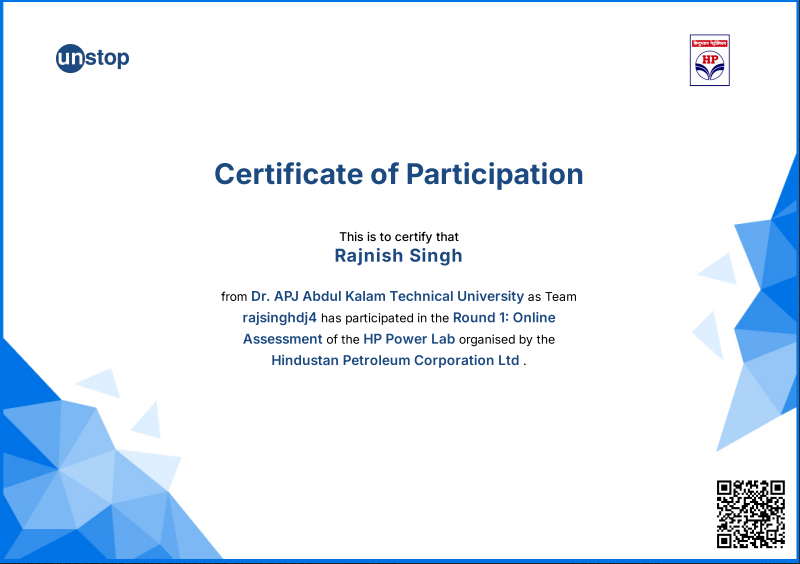 unstop
हिन्दुस्तान पेट्रोलियम
HP
Certificate of Participation
This is to certify that
Rajnish Singh
from Dr. APJ Abdul Kalam Technical University as Team
rajsinghdj4 has participated in the Round 1: Online
Assessment of the HP Power Lab organised by the
Hindustan Petroleum Corporation Ltd .